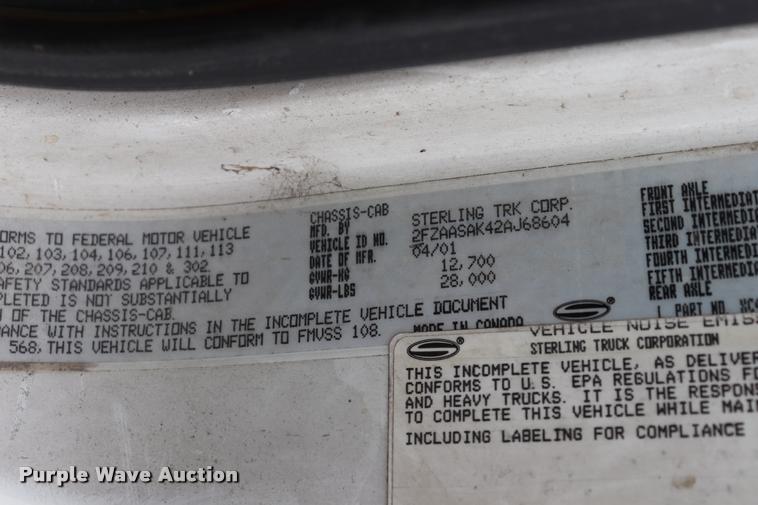 ORMS TO FEDERAL MOTOR VEHICLE
102, 103, 104, 106, 107, 111, 113
06, 207, 208, 209, 210 & 302.
AFETY STANDARDS APPLICABLE TO
PLETED IS NOT SUBSTANTIALLY
OF THE CHASSIS-CAB.
ANCE WITH INSTRUCTIONS IN THE INCOMPLETE VEHICLE DOCUMENT
568, THIS VEHICLE WILL CONFORM TO FMVSS 108.
CHASSIS-CAB
MFD. BY STERLING TRK CORP.
VEHICLE ID NO. 2FZAASAK42AJ68604
DATE OF MFR. 04/01
GVWR-KG 12,700
GVWR-LBS 28,000
MADE IN CANADA
FRONT AXLE
FIRST INTERMEDIAT
SECOND INTERMEDI
THIRD INTERMEDIAT
FOURTH INTERMEDI
FIFTH INTERMEDIA
REAR AXLE
PART NO.
VEHICLE NOISE EMISS
STERLING TRUCK CORPORATION
THIS INCOMPLETE VEHICLE, AS DELIVER
CONFORMS TO U.S. EPA REGULATIONS FO
AND HEAVY TRUCKS. IT IS THE RESPONS
TO COMPLETE THIS VEHICLE WHILE MAI
INCLUDING LABELING FOR COMPLIANCE
Purple Wave Auction